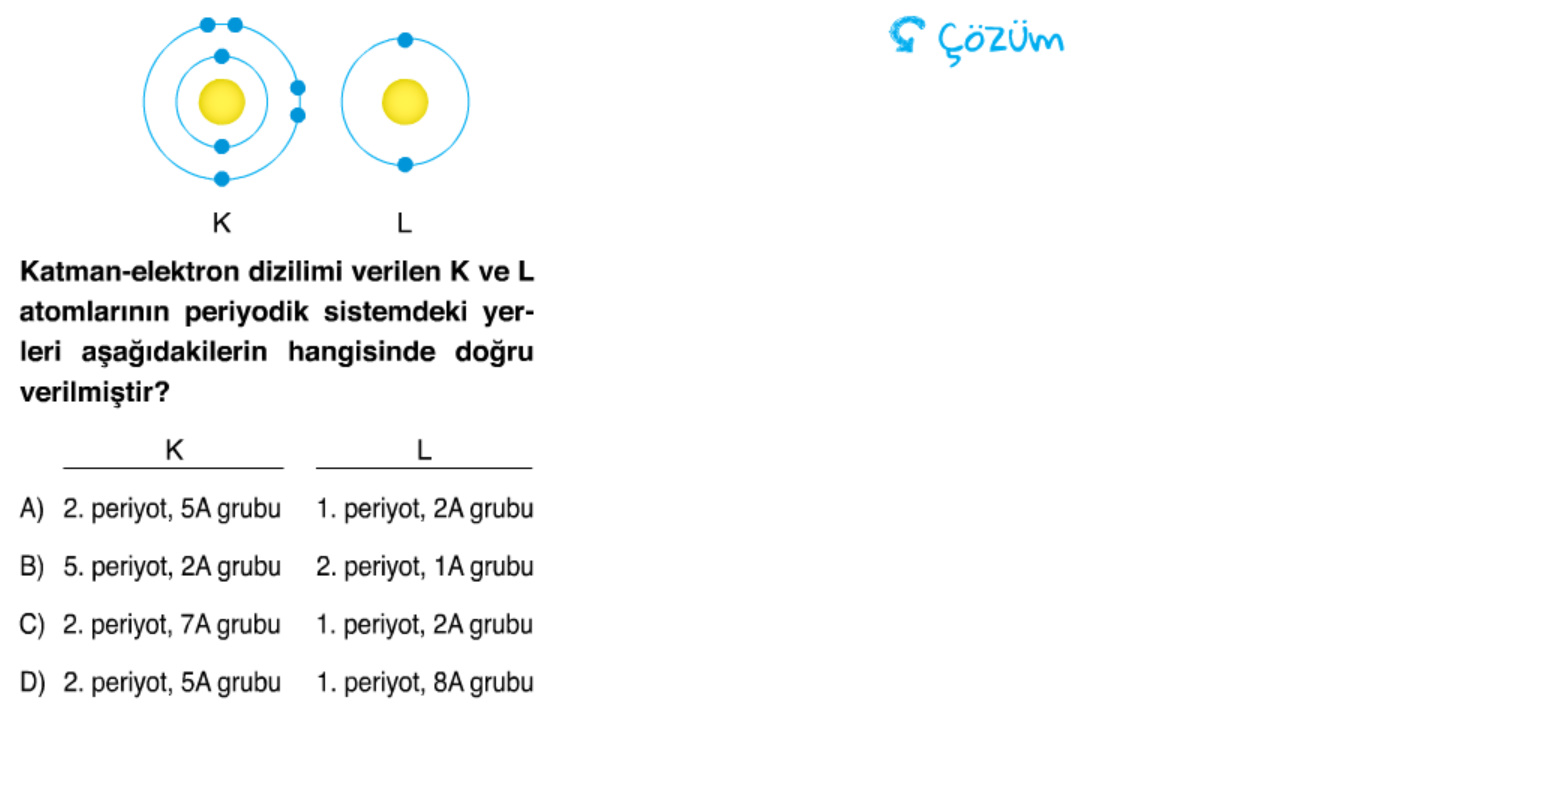 Çözüm
K L
Katman-elektron dizilimi verilen K ve L
atomlarının periyodik sistemdeki yer-
leri aşağıdakilerin hangisinde doğru
verilmiştir?
K L
A) 2. periyot, 5A grubu 1. periyot, 2A grubu
B) 5. periyot, 2A grubu 2. periyot, 1A grubu
C) 2. periyot, 7A grubu 1. periyot, 2A grubu
D) 2. periyot, 5A grubu 1. periyot, 8A grubu